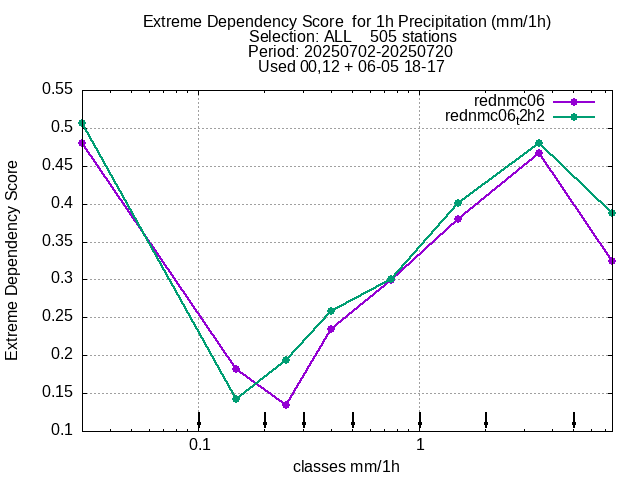 Extreme Dependency Score  for 1h Precipitation (mm/1h)
Selection: ALL    505 stations
Period: 20250702-20250720
Used 00,12 + 06-05 18-17
rednmc06
rednmc06_t2h2
0.55
0.5
0.45
0.4
0.35
0.3
0.25
0.2
0.15
0.1
Extreme Dependency Score
0.1 1
classes mm/1h